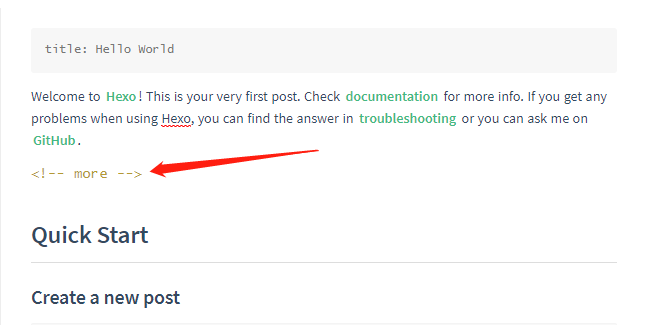 title: Hello World
Welcome to Hexo! This is your very first post. Check documentation for more info. If you get any
problems when using Hexo, you can find the answer in troubleshooting or you can ask me on
GitHub.
<!-- more -->
Quick Start
Create a new post